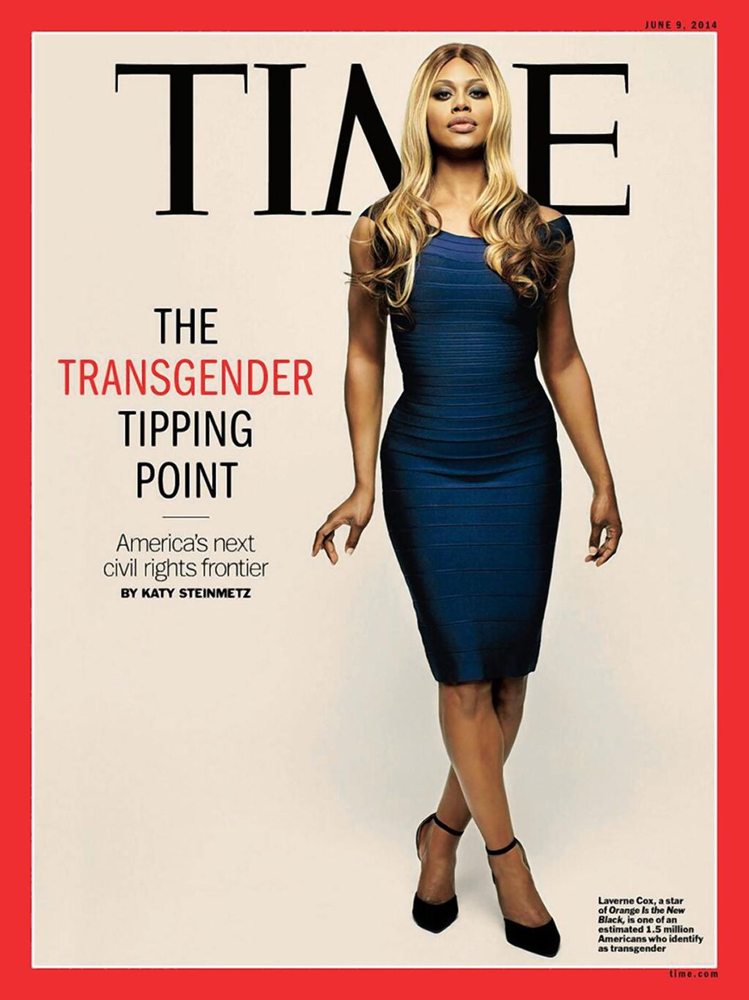 JUNE 9, 2014
TIME
THE
TRANSGENDER
TIPPING
POINT
America's next
civil rights frontier
BY KATY STEINMETZ
Laverne Cox, a star
of Orange Is the New
Black, is one of an
estimated 1.5 million
Americans who identify
as transgender
time.com